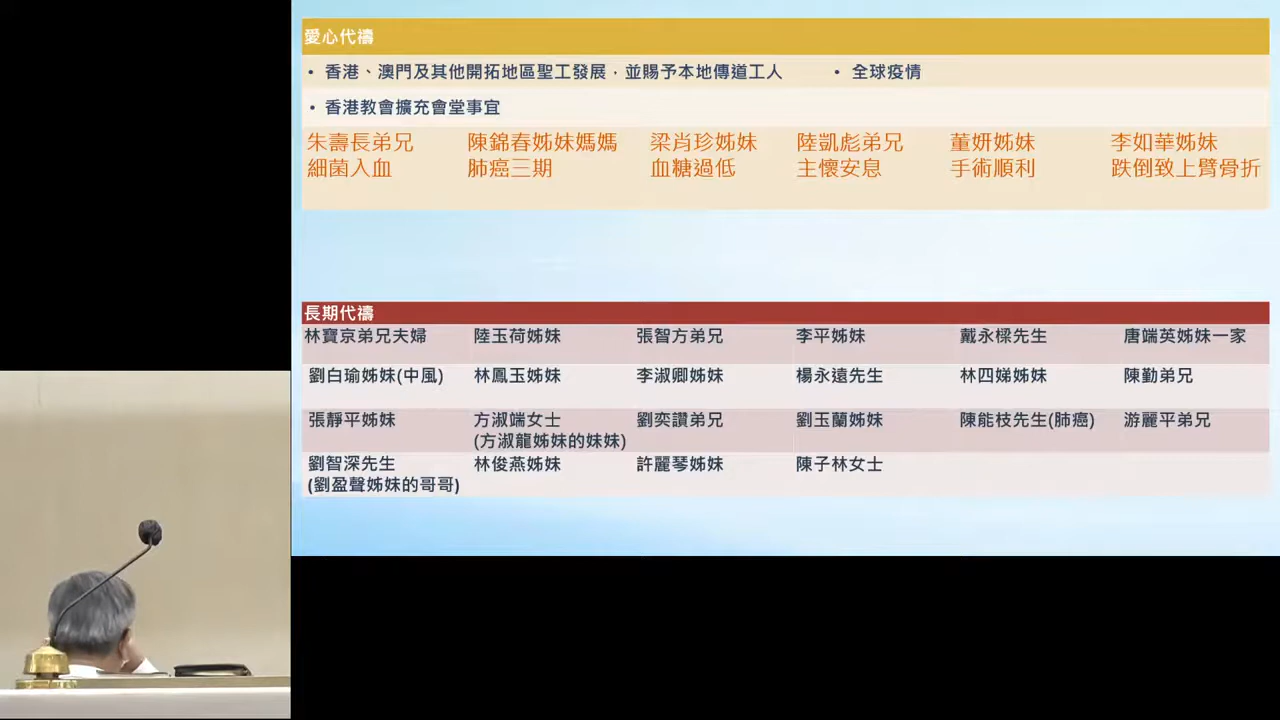 愛心代禱
• 香港、澳門及其他開拓地區聖工發展，並賜予本地傳道工人 • 全球疫情
• 香港教會擴充會堂事宜
朱壽長弟兄 陳錦春姊妹媽媽 梁肖珍姊妹 陸凱彪弟兄 董妍姊妹 李如華姊妹
細菌入血 肺癌三期 血糖過低 主懷安息 手術順利 跌倒致上臂骨折
長期代禱
林寶京弟兄夫婦 陸玉荷姊妹 張智方弟兄 李平姊妹 戴永樑先生 唐端英姊妹一家
劉白瑜姊妹(中風) 林鳳玉姊妹 李淑卿姊妹 楊永遠先生 林四娣姊妹 陳勤弟兄
張靜平姊妹 方淑端女士 劉奕讚弟兄 劉玉蘭姊妹 陳能枝先生(肺癌) 游麗平弟兄
(方淑龍姊妹的妹妹)
劉智深先生 林俊燕姊妹 許麗琴姊妹 陳子林女士
(劉盈聲姊妹的哥哥)